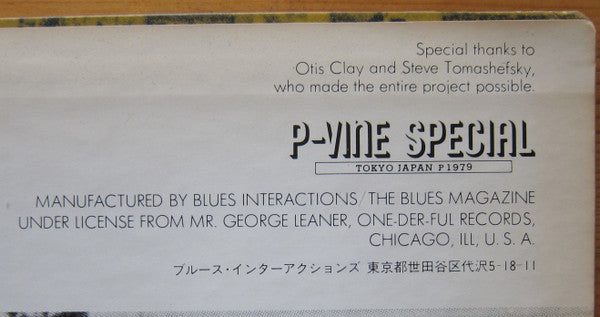 Special thanks to
Otis Clay and Steve Tomashefsky,
who made the entire project possible.
P-VINE SPECIAL
TOKYO JAPAN P1979
MANUFACTURED BY BLUES INTERACTIONS/THE BLUES MAGAZINE
UNDER LICENSE FROM MR. GEORGE LEANER, ONE-DER-FUL RECORDS,
CHICAGO, ILL, U. S. A.
ブルース・インターアクションズ 東京都世田谷区代沢5-18-11